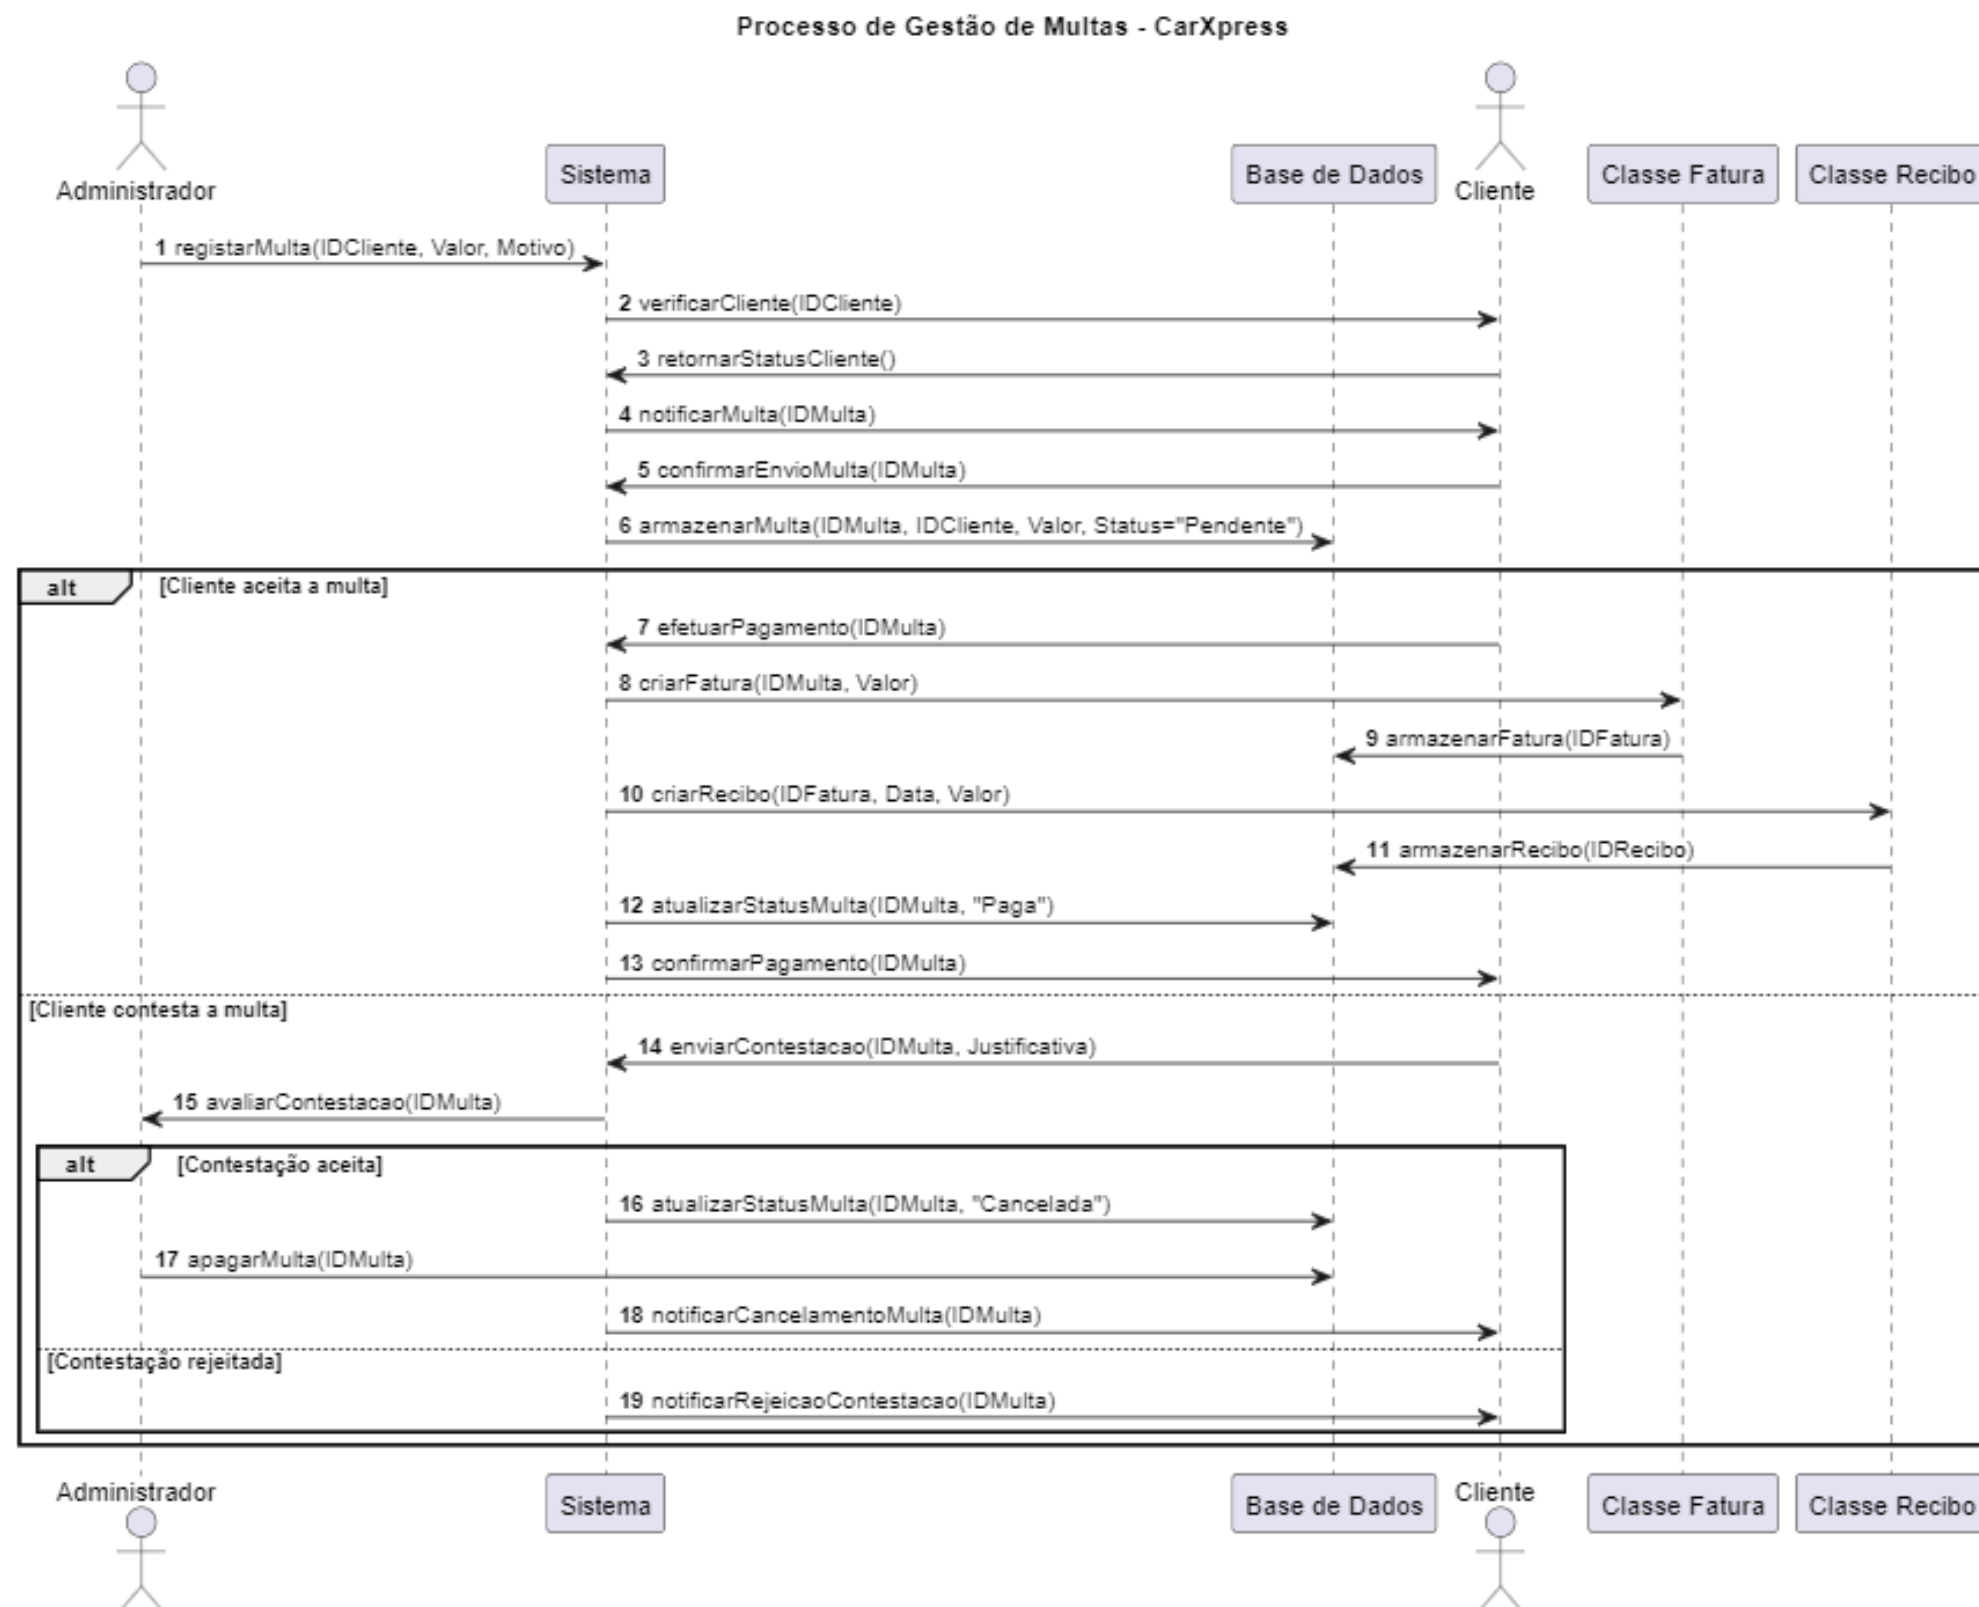 Processo de Gestão de Multas - CarXpress
Administrador
Sistema
Base de Dados
Cliente
Classe Fatura
Classe Recibo
1 registarMulta(IDCliente, Valor, Motivo)
2 verificarCliente(IDCliente)
3 retornarStatusCliente()
4 notificarMulta(IDMulta)
5 confirmarEnvioMulta(IDMulta)
6 armazenarMulta(IDMulta, IDCliente, Valor, Status="Pendente")
alt [Cliente aceita a multa]
7 efetuarPagamento(IDMulta)
8 criarFatura(IDMulta, Valor)
9 armazenarFatura(IDFatura)
10 criarRecibo(IDFatura, Data, Valor)
11 armazenarRecibo(IDRecibo)
12 atualizarStatusMulta(IDMulta, "Paga")
13 confirmarPagamento(IDMulta)
[Cliente contesta a multa]
14 enviarContestacao(IDMulta, Justificativa)
15 avaliarContestacao(IDMulta)
alt [Contestação aceita]
16 atualizarStatusMulta(IDMulta, "Cancelada")
17 apagarMulta(IDMulta)
18 notificarCancelamentoMulta(IDMulta)
[Contestação rejeitada]
19 notificarRejeicaoContestacao(IDMulta)
Administrador
Sistema
Base de Dados
Cliente
Classe Fatura
Classe Recibo